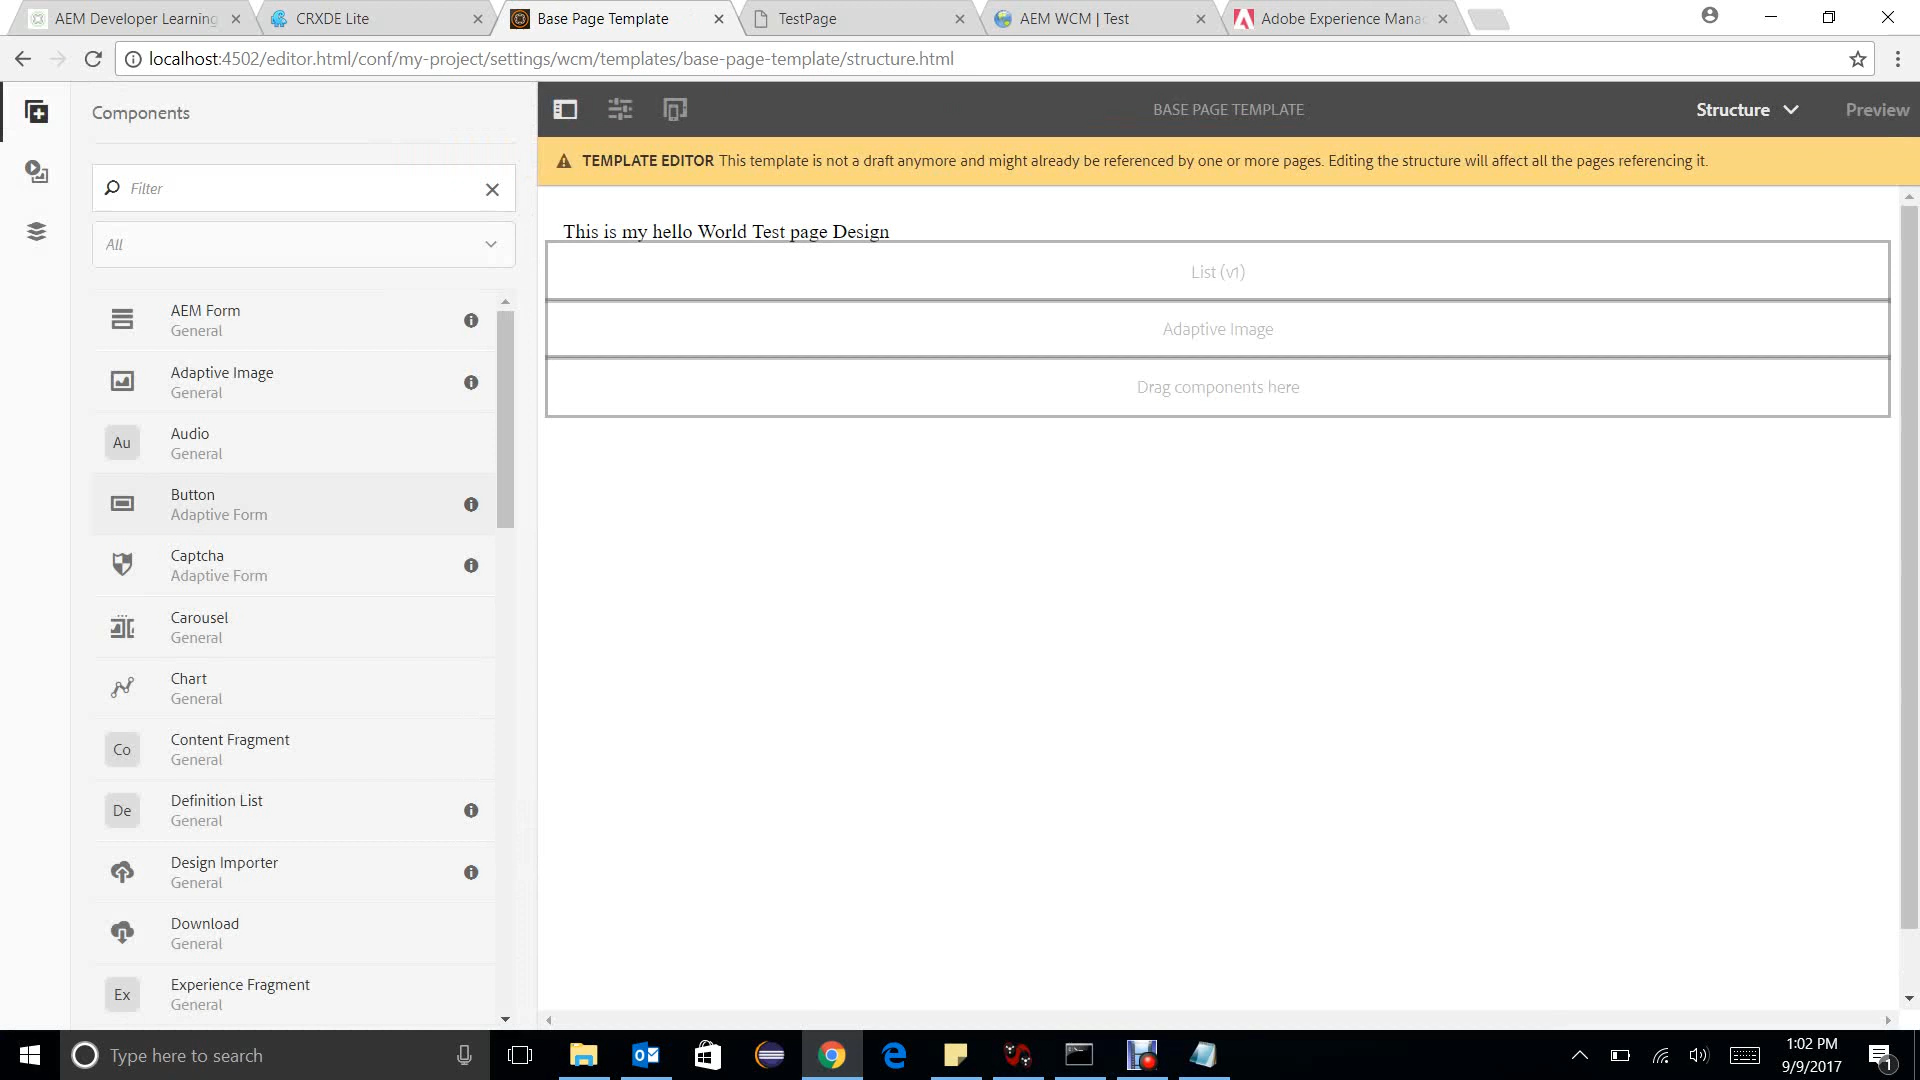 AEM Developer Learning
CRXDE Lite
Base Page Template
TestPage
AEM WCM | Test
Adobe Experience Mana
localhost:4502/editor.html/conf/my-project/settings/wcm/templates/base-page-template/structure.html
Components
BASE PAGE TEMPLATE
Structure
Preview
TEMPLATE EDITOR This template is not a draft anymore and might already be referenced by one or more pages. Editing the structure will affect all the pages referencing it.
Filter
All
This is my hello World Test page Design
List (v1)
Adaptive Image
Drag components here
AEM Form
General
Adaptive Image
General
Au
Audio
General
Button
Adaptive Form
Captcha
Adaptive Form
Carousel
General
Chart
General
Co
Content Fragment
General
De
Definition List
General
Design Importer
General
Download
General
Ex
Experience Fragment
General
Type here to search
1:02 PM
9/9/2017
1